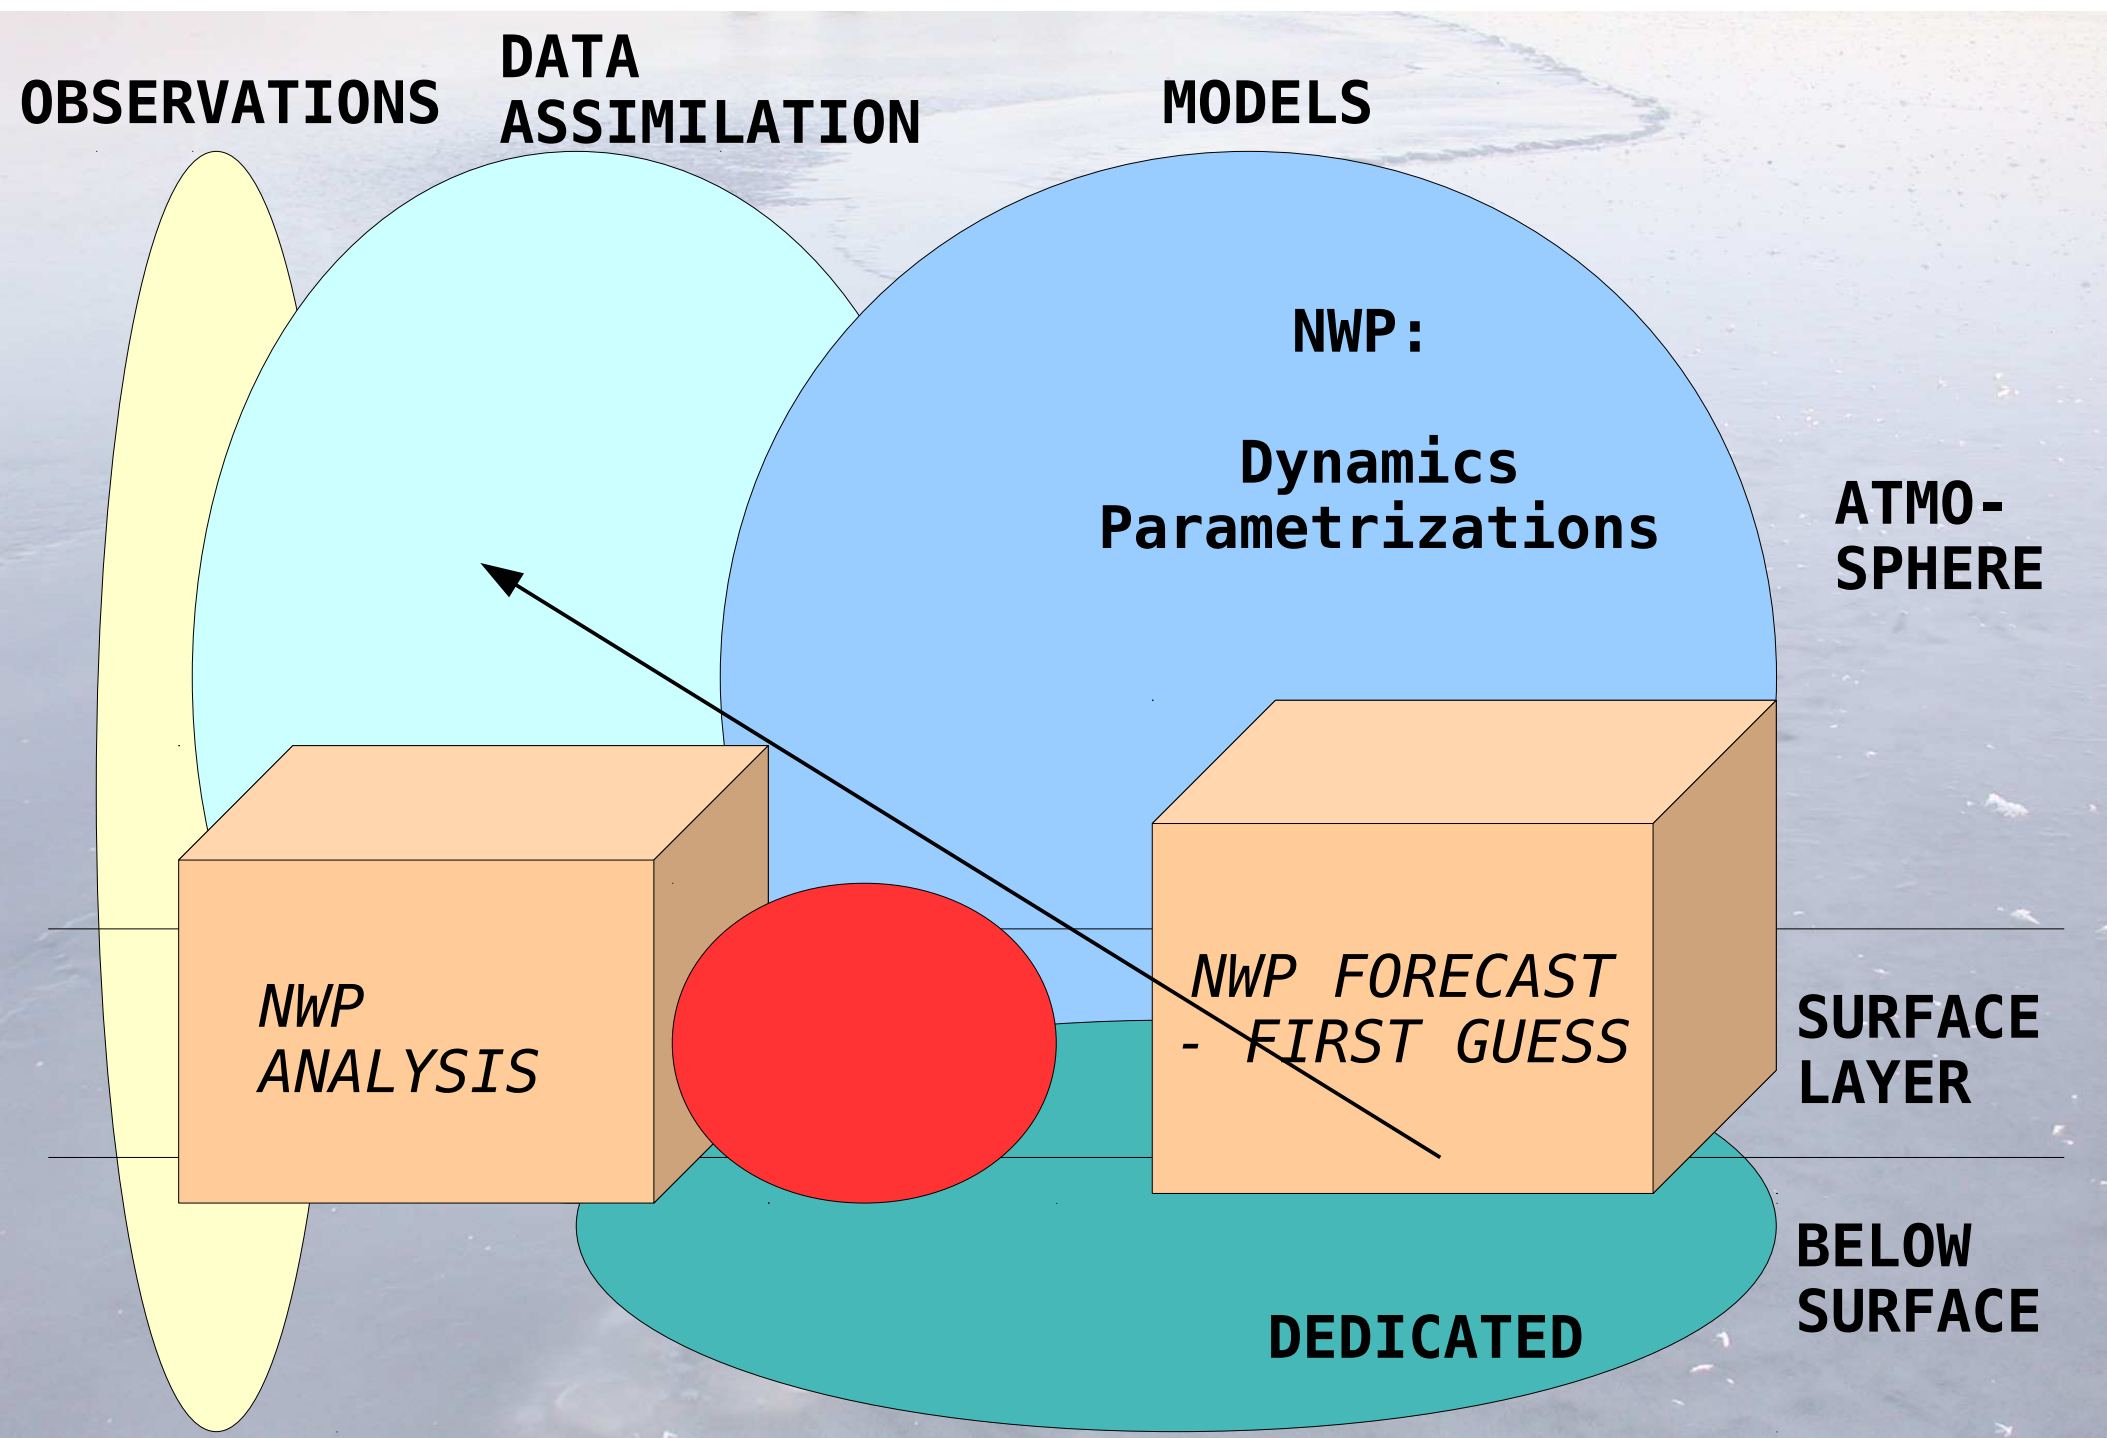 DATA
ASSIMILATION
OBSERVATIONS
MODELS
NWP:
Dynamics
Parametrizations
ATMO-
SPHERE
NWP
ANALYSIS
NWP FORECAST
- FIRST GUESS
SURFACE
LAYER
BELOW
SURFACE
DEDICATED